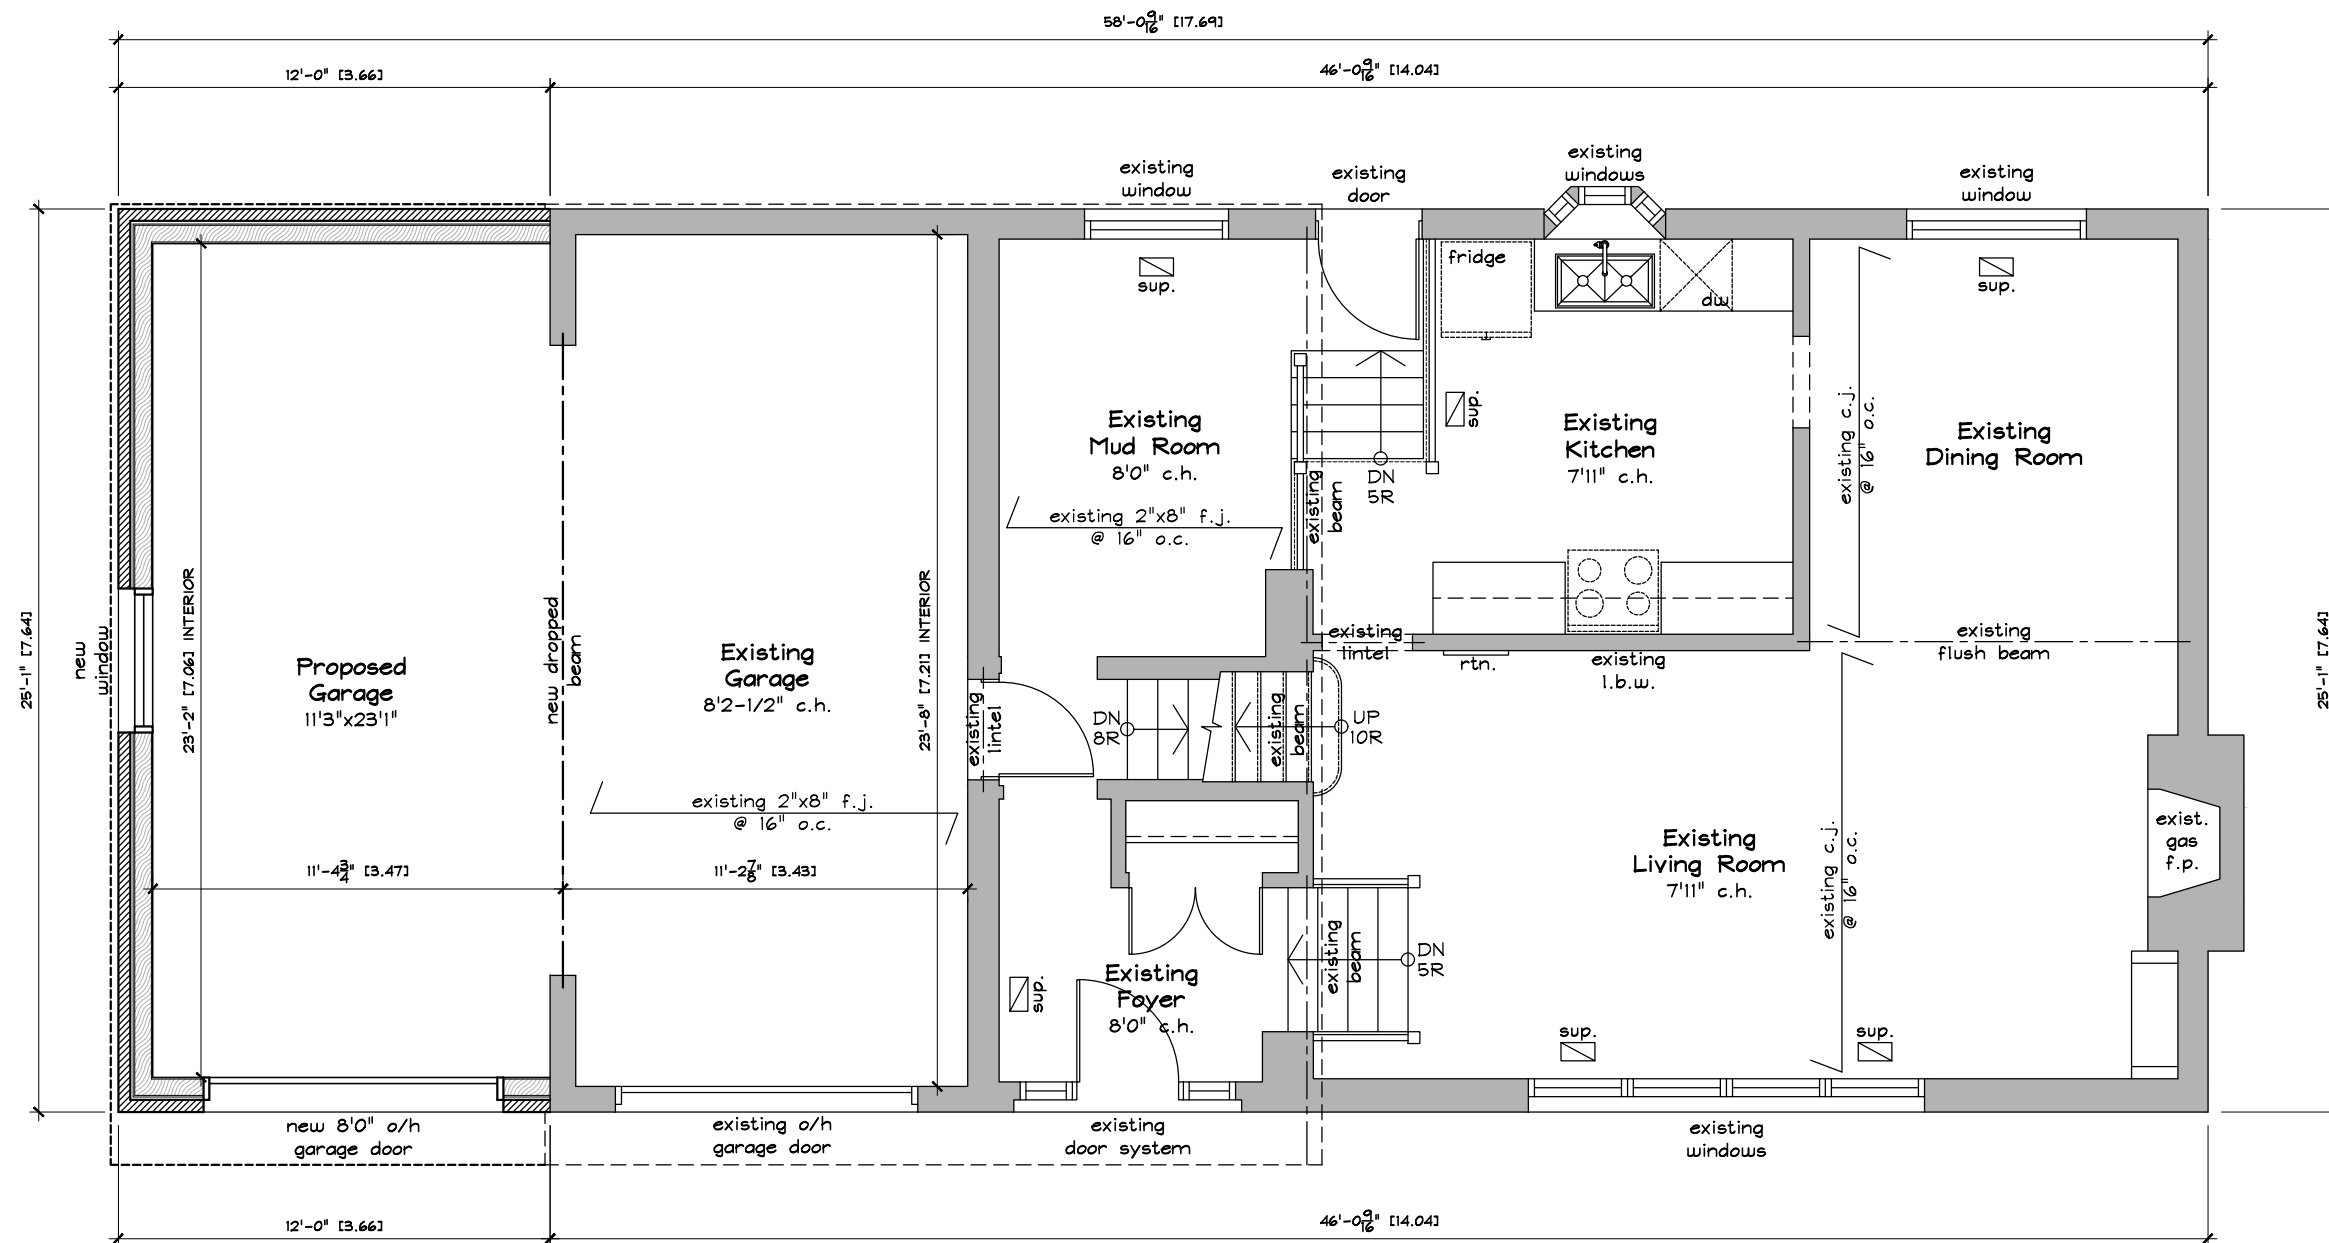 58'-0 9/16" [17.69]
12'-0" [3.66]
46'-0 9/16" [14.04]
existing
window
existing
door
existing
windows
existing
window
fridge
dw
sup.
sup.
sup.
Existing
Mud Room
8'0" c.h.
existing 2"x8" f.j.
@ 16" o.c.
DN
5R
existing
beam
Existing
Kitchen
7'11" c.h.
existing c.j.
@ 16" o.c.
Existing
Dining Room
25'-1" [7.64]
new
window
23'-2" [7.06] INTERIOR
Proposed
Garage
11'3"x23'1"
new dropped
beam
Existing
Garage
8'2-1/2" c.h.
23'-8" [7.21] INTERIOR
existing 2"x8" f.j.
@ 16" o.c.
11'-4 3/4" [3.47]
11'-2 7/8" [3.43]
existing
lintel
DN
8R
existing
beam
UP
10R
existing
lintel
rtn.
existing
l.b.w.
existing
flush beam
25'-1" [7.64]
Existing
Living Room
7'11" c.h.
existing c.j.
@ 16" o.c.
exist.
gas
f.p.
existing
beam
DN
5R
sup.
Existing
Foyer
8'0" c.h.
sup.
sup.
new 8'0" o/h
garage door
existing o/h
garage door
existing
door system
existing
windows
12'-0" [3.66]
46'-0 9/16" [14.04]